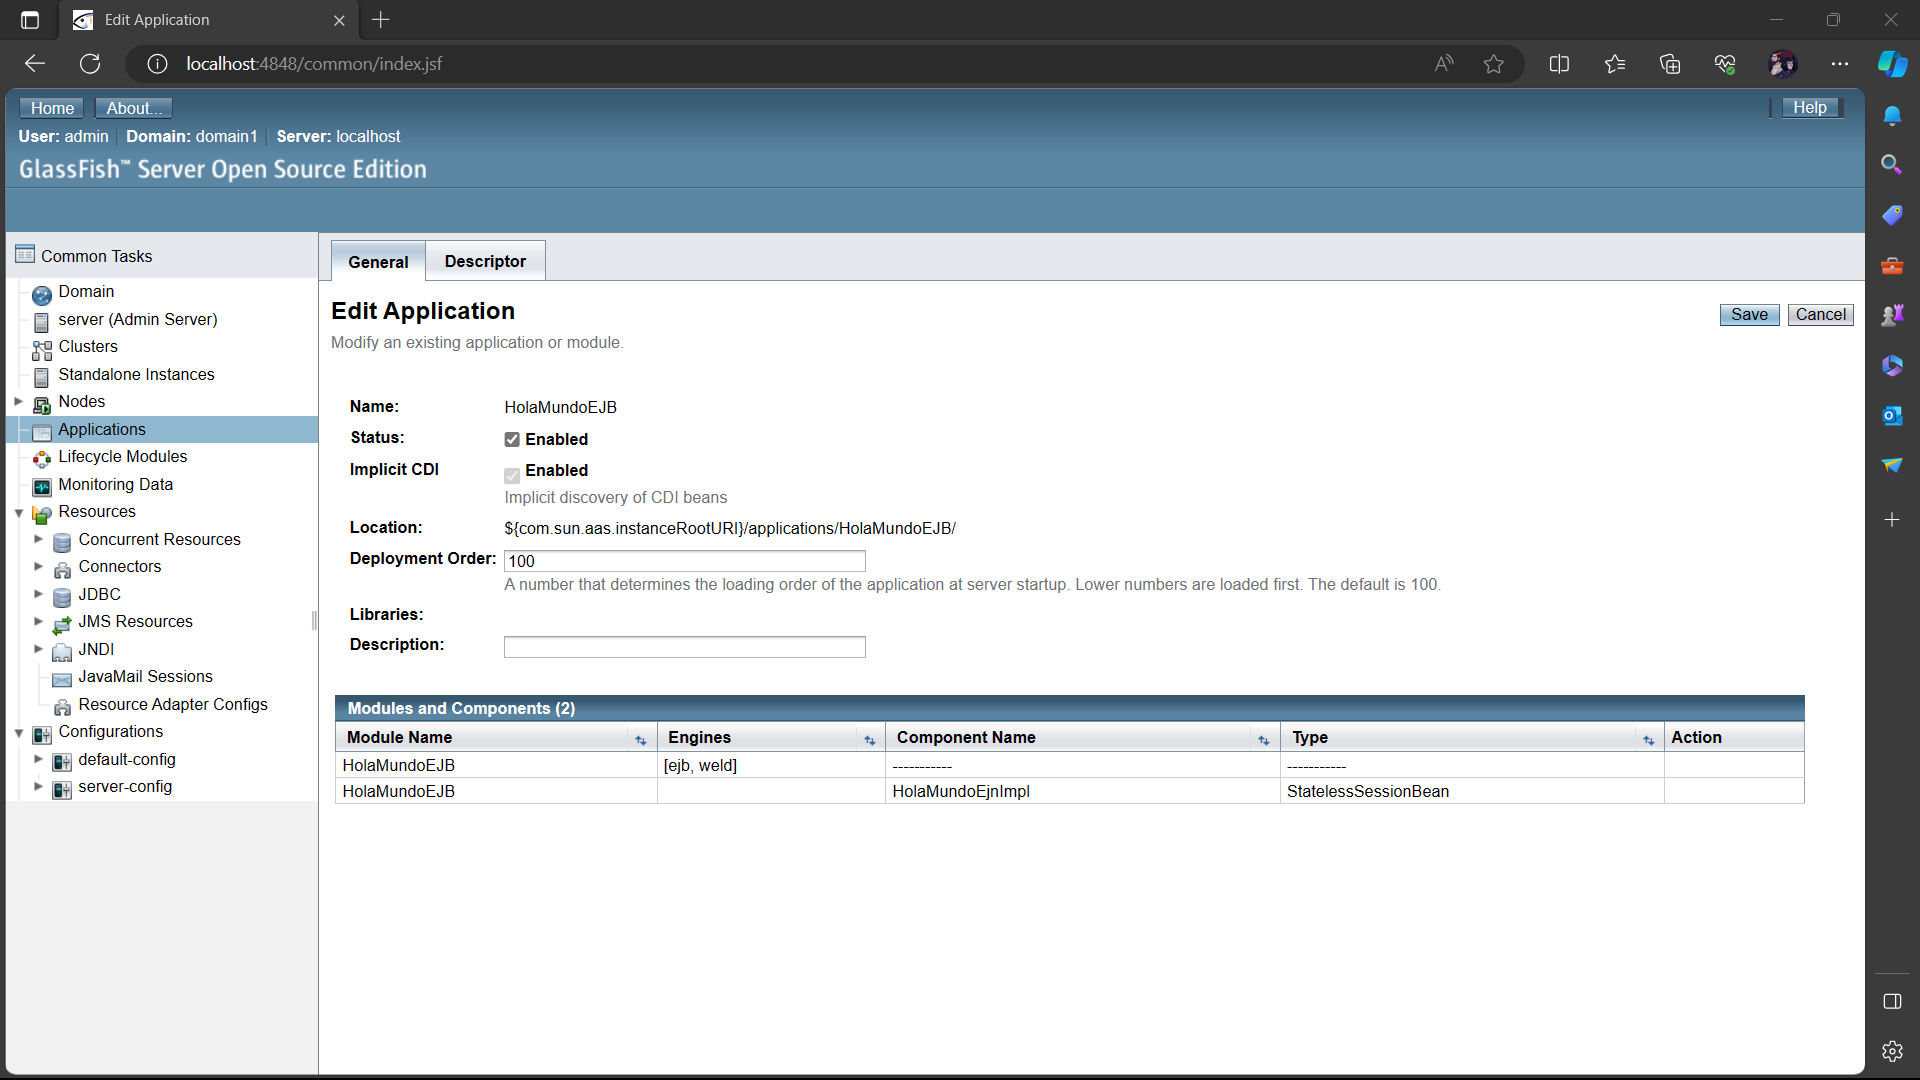 Edit Application
localhost:4848/common/index.jsf
Home About... Help
User: admin Domain: domain1 Server: localhost
GlassFish™ Server Open Source Edition
Common Tasks
Domain
server (Admin Server)
Clusters
Standalone Instances
Nodes
Applications
Lifecycle Modules
Monitoring Data
Resources
Concurrent Resources
Connectors
JDBC
JMS Resources
JNDI
JavaMail Sessions
Resource Adapter Configs
Configurations
default-config
server-config
General Descriptor
Edit Application
Save Cancel
Modify an existing application or module.
Name: HolaMundoEJB
Status: Enabled
Implicit CDI Enabled
Implicit discovery of CDI beans
Location: ${com.sun.aas.instanceRootURI}/applications/HolaMundoEJB/
Deployment Order: 100
A number that determines the loading order of the application at server startup. Lower numbers are loaded first. The default is 100.
Libraries:
Description:
Modules and Components (2)
Module Name Engines Component Name Type Action
HolaMundoEJB [ejb, weld] ----------- -----------
HolaMundoEJB HolaMundoEjnImpl StatelessSessionBean